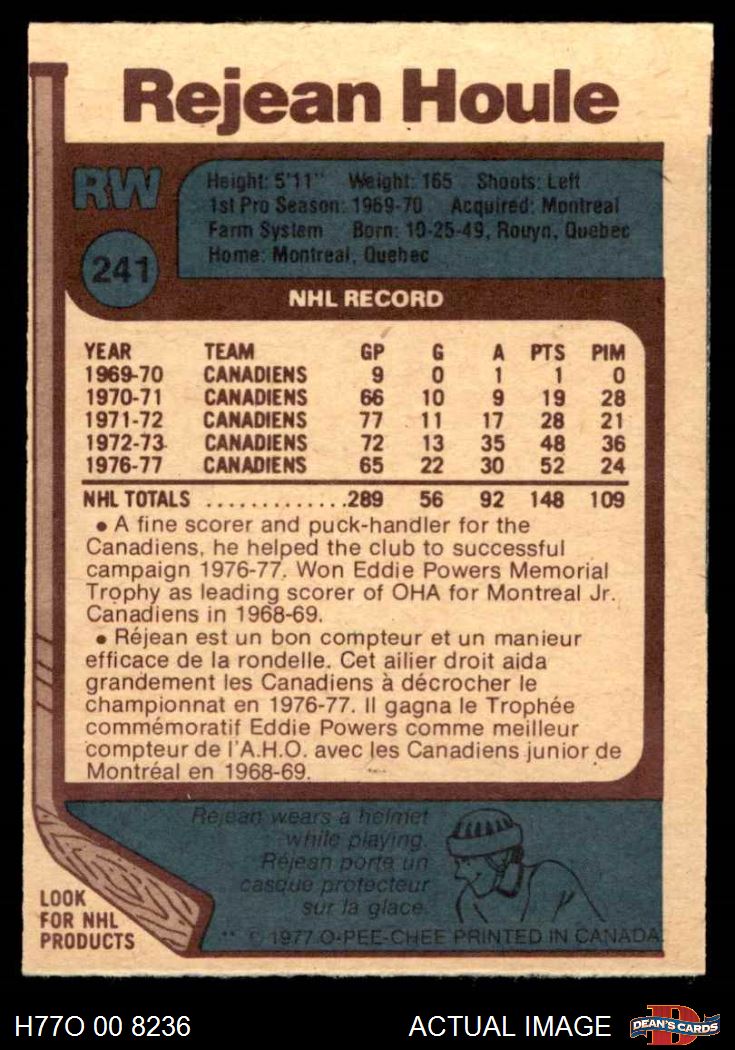 Rejean Houle
RW
Height: 5'11" Weight: 165 Shoots: Left
1st Pro Season: 1969-70 Acquired: Montreal
Farm System Born: 10-25-49, Rouyn, Quebec
Home: Montreal, Quebec
241
NHL RECORD
YEAR TEAM GP G A PTS PIM
1969-70 CANADIENS 9 0 1 1 0
1970-71 CANADIENS 66 10 9 19 28
1971-72 CANADIENS 77 11 17 28 21
1972-73 CANADIENS 72 13 35 48 36
1976-77 CANADIENS 65 22 30 52 24
NHL TOTALS .............289 56 92 148 109
• A fine scorer and puck-handler for the
Canadiens, he helped the club to successful
campaign 1976-77. Won Eddie Powers Memorial
Trophy as leading scorer of OHA for Montreal Jr.
Canadiens in 1968-69.
• Réjean est un bon compteur et un manieur
efficace de la rondelle. Cet ailier droit aida
grandement les Canadiens à décrocher le
championnat en 1976-77. Il gagna le Trophée
commémoratif Eddie Powers comme meilleur
compteur de l'A.H.O. avec les Canadiens junior de
Montréal en 1968-69.
Rejean wears a helmet
while playing.
Réjean porte un
casque protecteur
sur la glace.
LOOK
FOR NHL
PRODUCTS
** © 1977 O-PEE-CHEE PRINTED IN CANADA
H77O 00 8236
ACTUAL IMAGE
D
DEAN'S CARDS